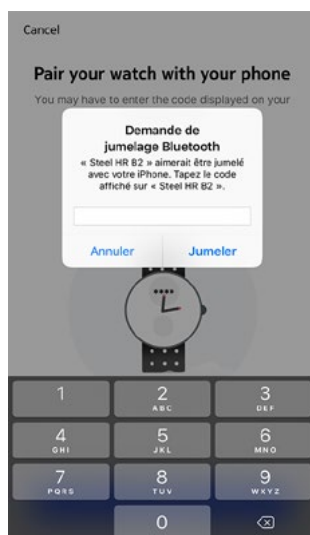 Cancel
Pair your watch with your phone
You may have to enter the code displayed on your
Demande de
jumelage Bluetooth
« Steel HR B2 » aimerait être jumelé
avec votre iPhone. Tapez le code
affiché sur « Steel HR B2 ».
Annuler Jumeler
1 2 3
ABC DEF
4 5 6
GHI JKL MNO
7 8 9
PQRS TUV WXYZ
0